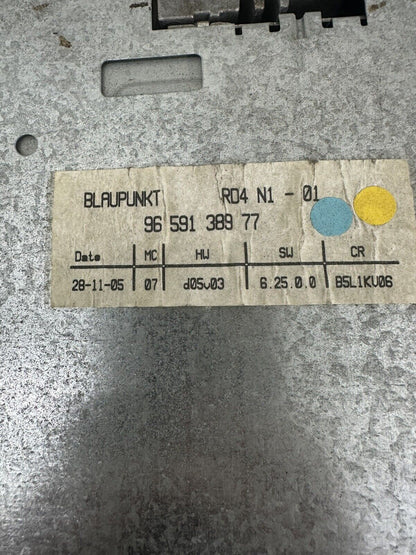 BLAUPUNKT RD4 N1 - 01
96 591 389 77
Date MC HW SW CR
28-11-05 07 d05v03 6.25.0.0 B5L1KV06